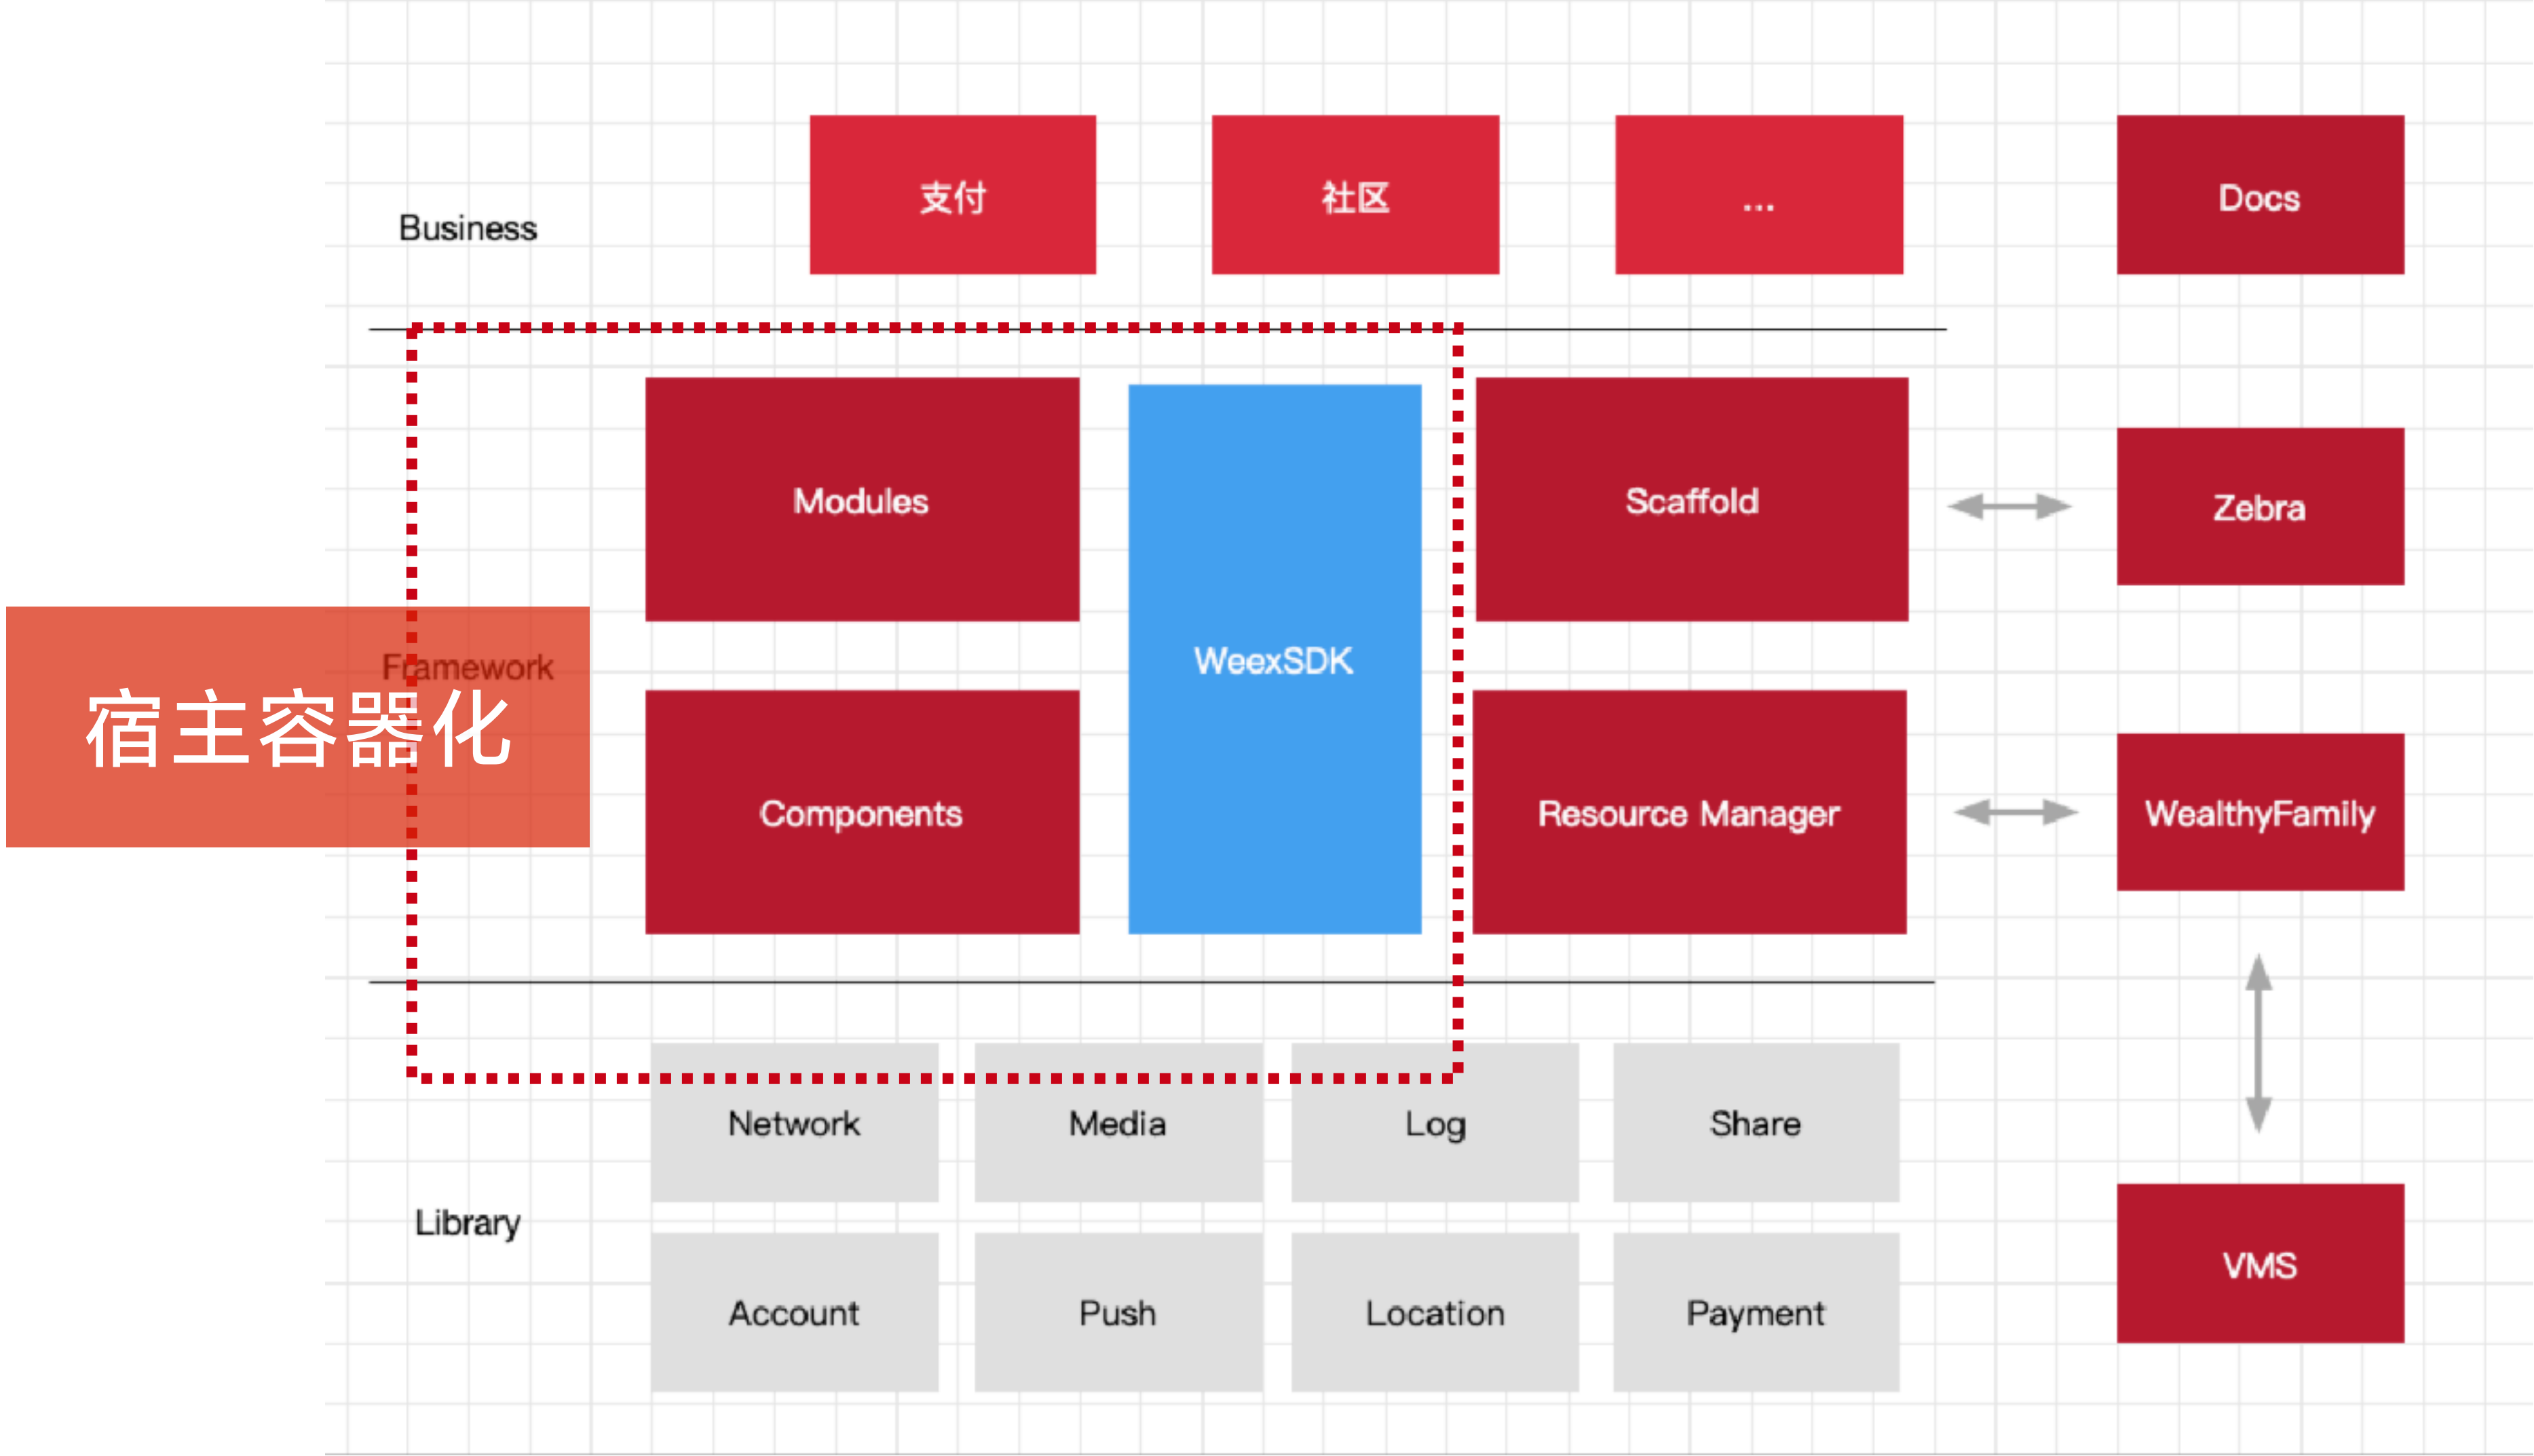 支付
社区
...
Docs
Business
Modules
WeexSDK
Scaffold
Zebra
Framework
宿主容器化
Components
Resource Manager
WealthyFamily
Network
Media
Log
Share
Library
Account
Push
Location
Payment
VMS